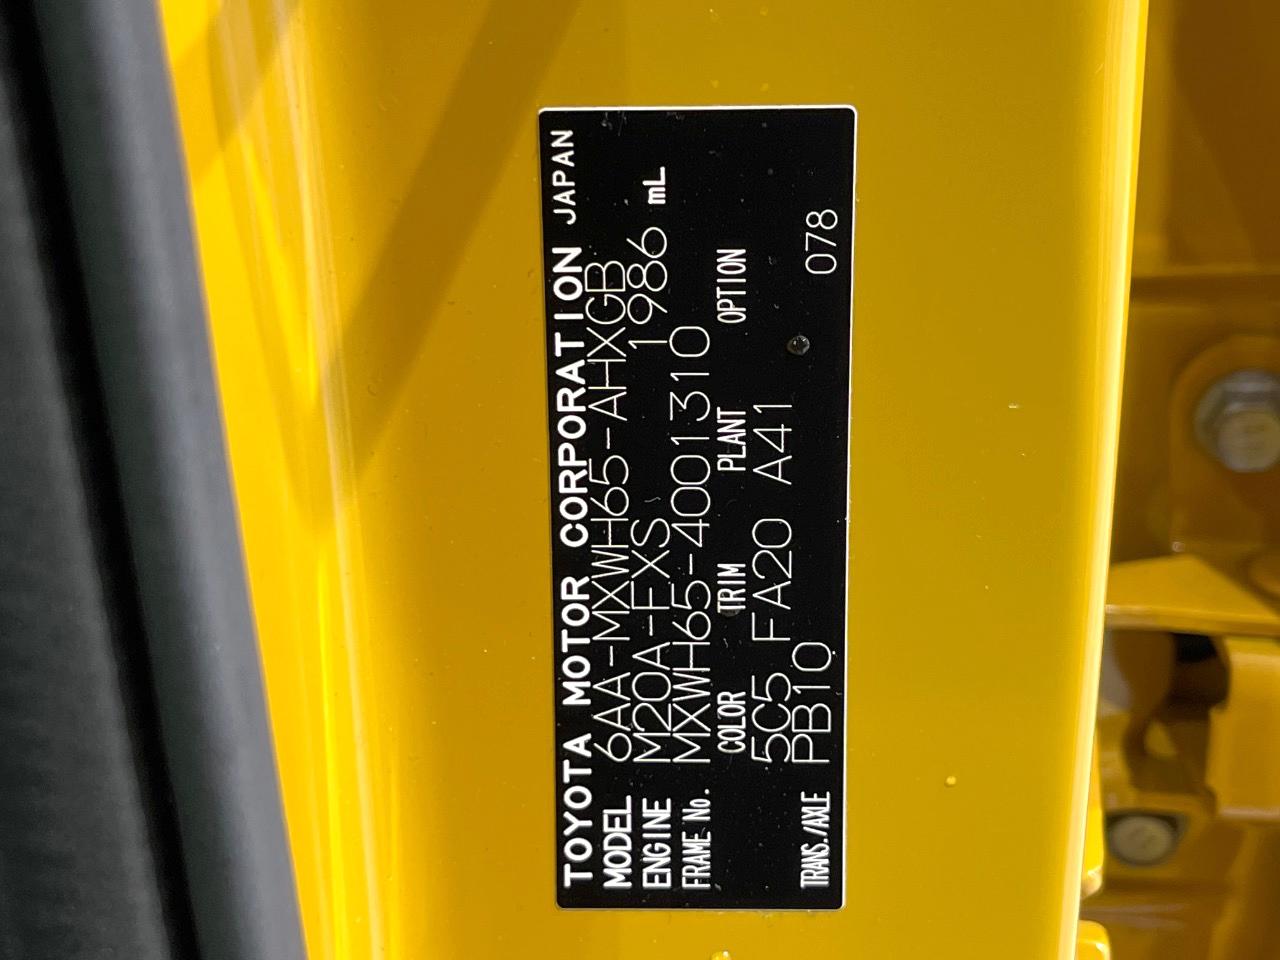 TOYOTA MOTOR CORPORATION JAPAN
MODEL 6AA-MXWH65-AHXGB
ENGINE M20A-FXS 1986 mL
FRAME No. MXWH65-4001310
COLOR TRIM PLANT OPTION
5C5 FA20 A41
TRANS./AXLE PB10 078